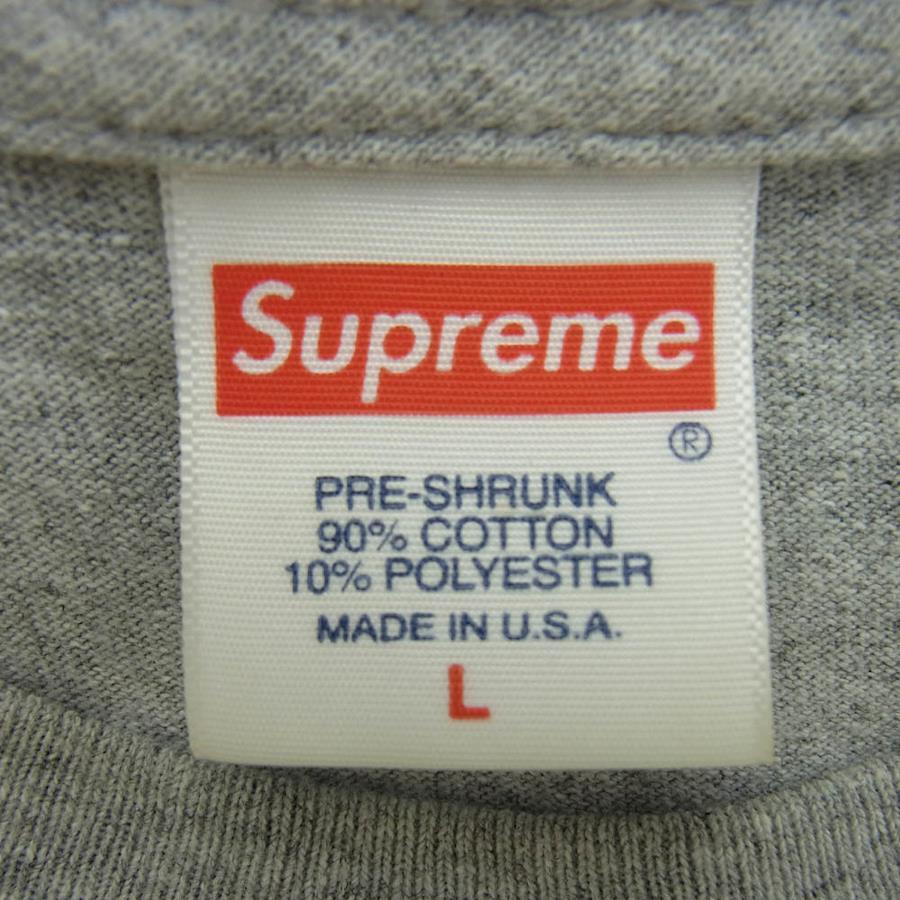 Supreme
®
PRE-SHRUNK
90% COTTON
10% POLYESTER
MADE IN U.S.A.
L